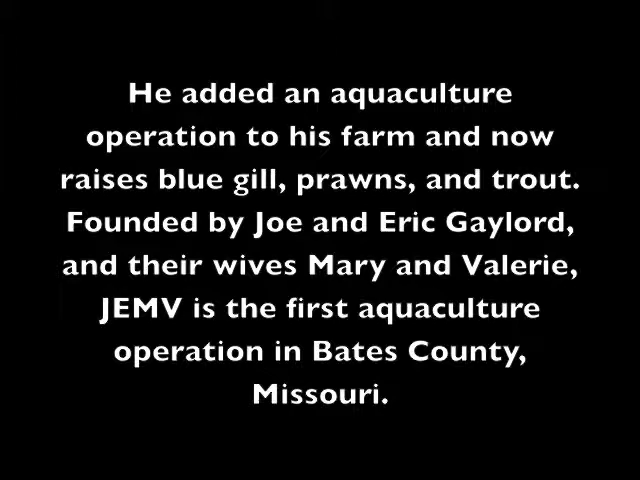 He added an aquaculture
operation to his farm and now
raises blue gill, prawns, and trout.
Founded by Joe and Eric Gaylord,
and their wives Mary and Valerie,
JEMV is the first aquaculture
operation in Bates County,
Missouri.